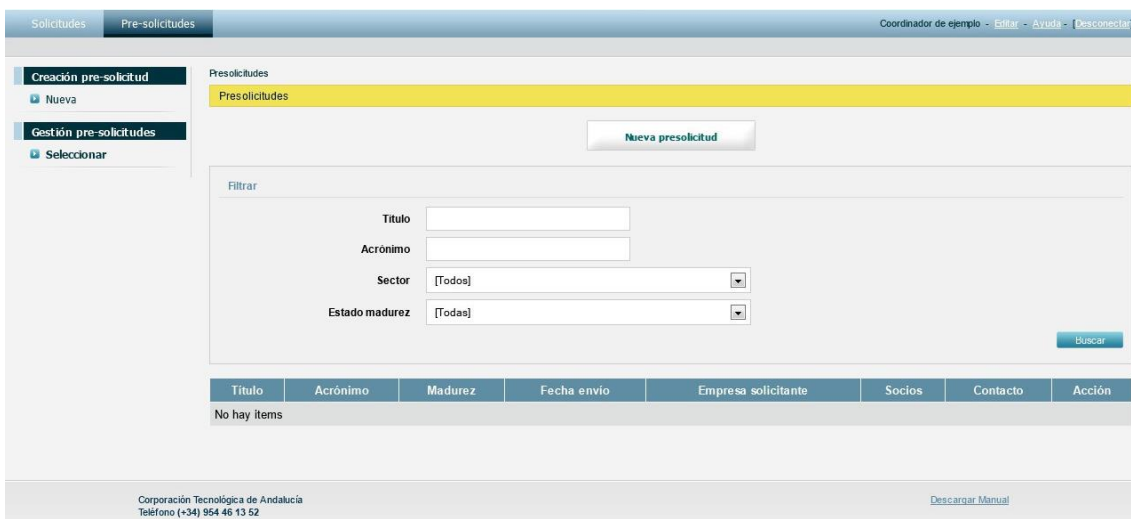 Solicitudes Pre-solicitudes Coordinador de ejemplo - Editar - Ayuda - [Desconectar
Creación pre-solicitud
Nueva
Gestión pre-solicitudes
Seleccionar
Presolicitudes
Presolicitudes
Nueva presolicitud
Filtrar
Título
Acrónimo
Sector [Todos]
Estado madurez [Todas]
Buscar
Título Acrónimo Madurez Fecha envío Empresa solicitante Socios Contacto Acción
No hay items
Corporación Tecnológica de Andalucía
Teléfono (+34) 954 46 13 52
Descargar Manual